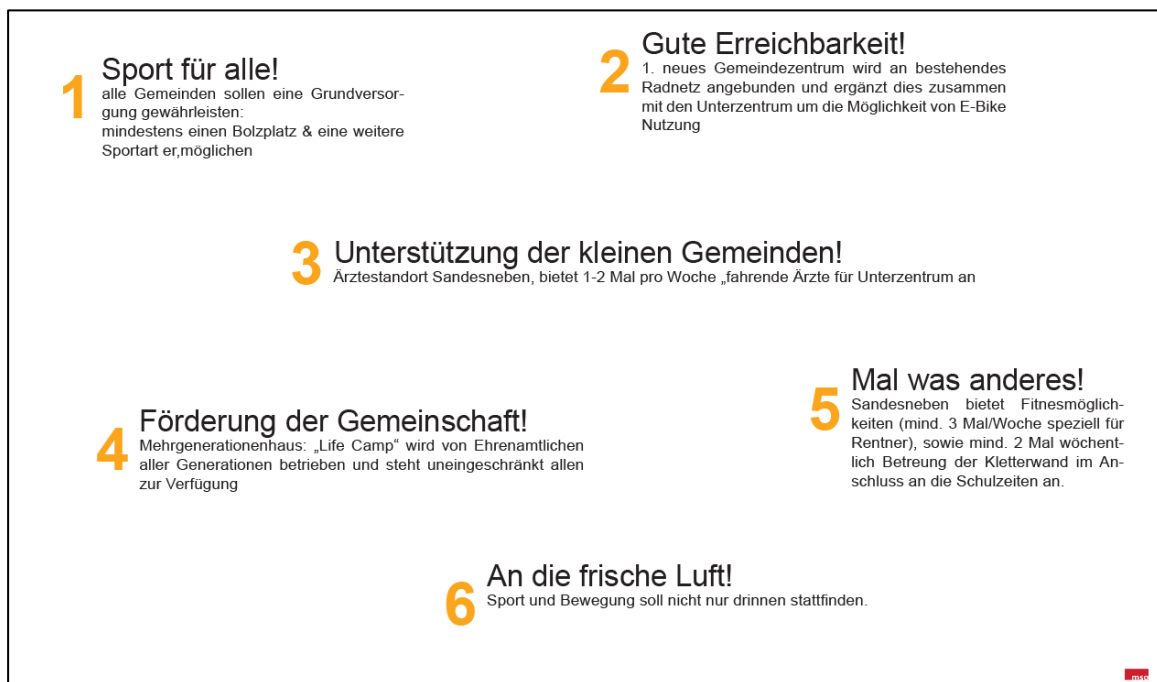 1
Sport für alle!
alle Gemeinden sollen eine Grundversor-
gung gewährleisten:
mindestens einen Bolzplatz & eine weitere
Sportart er,möglichen
2
Gute Erreichbarkeit!
1. neues Gemeindezentrum wird an bestehendes
Radnetz angebunden und ergänzt dies zusammen
mit den Unterzentrum um die Möglichkeit von E-Bike
Nutzung
3
Unterstützung der kleinen Gemeinden!
Ärztestandort Sandesneben, bietet 1-2 Mal pro Woche „fahrende Ärzte für Unterzentrum an
4
Förderung der Gemeinschaft!
Mehrgenerationenhaus: „Life Camp“ wird von Ehrenamtlichen
aller Generationen betrieben und steht uneingeschränkt allen
zur Verfügung
5
Mal was anderes!
Sandesneben bietet Fitnesmöglich-
keiten (mind. 3 Mal/Woche speziell für
Rentner), sowie mind. 2 Mal wöchent-
lich Betreung der Kletterwand im An-
schluss an die Schulzeiten an.
6
An die frische Luft!
Sport und Bewegung soll nicht nur drinnen stattfinden.